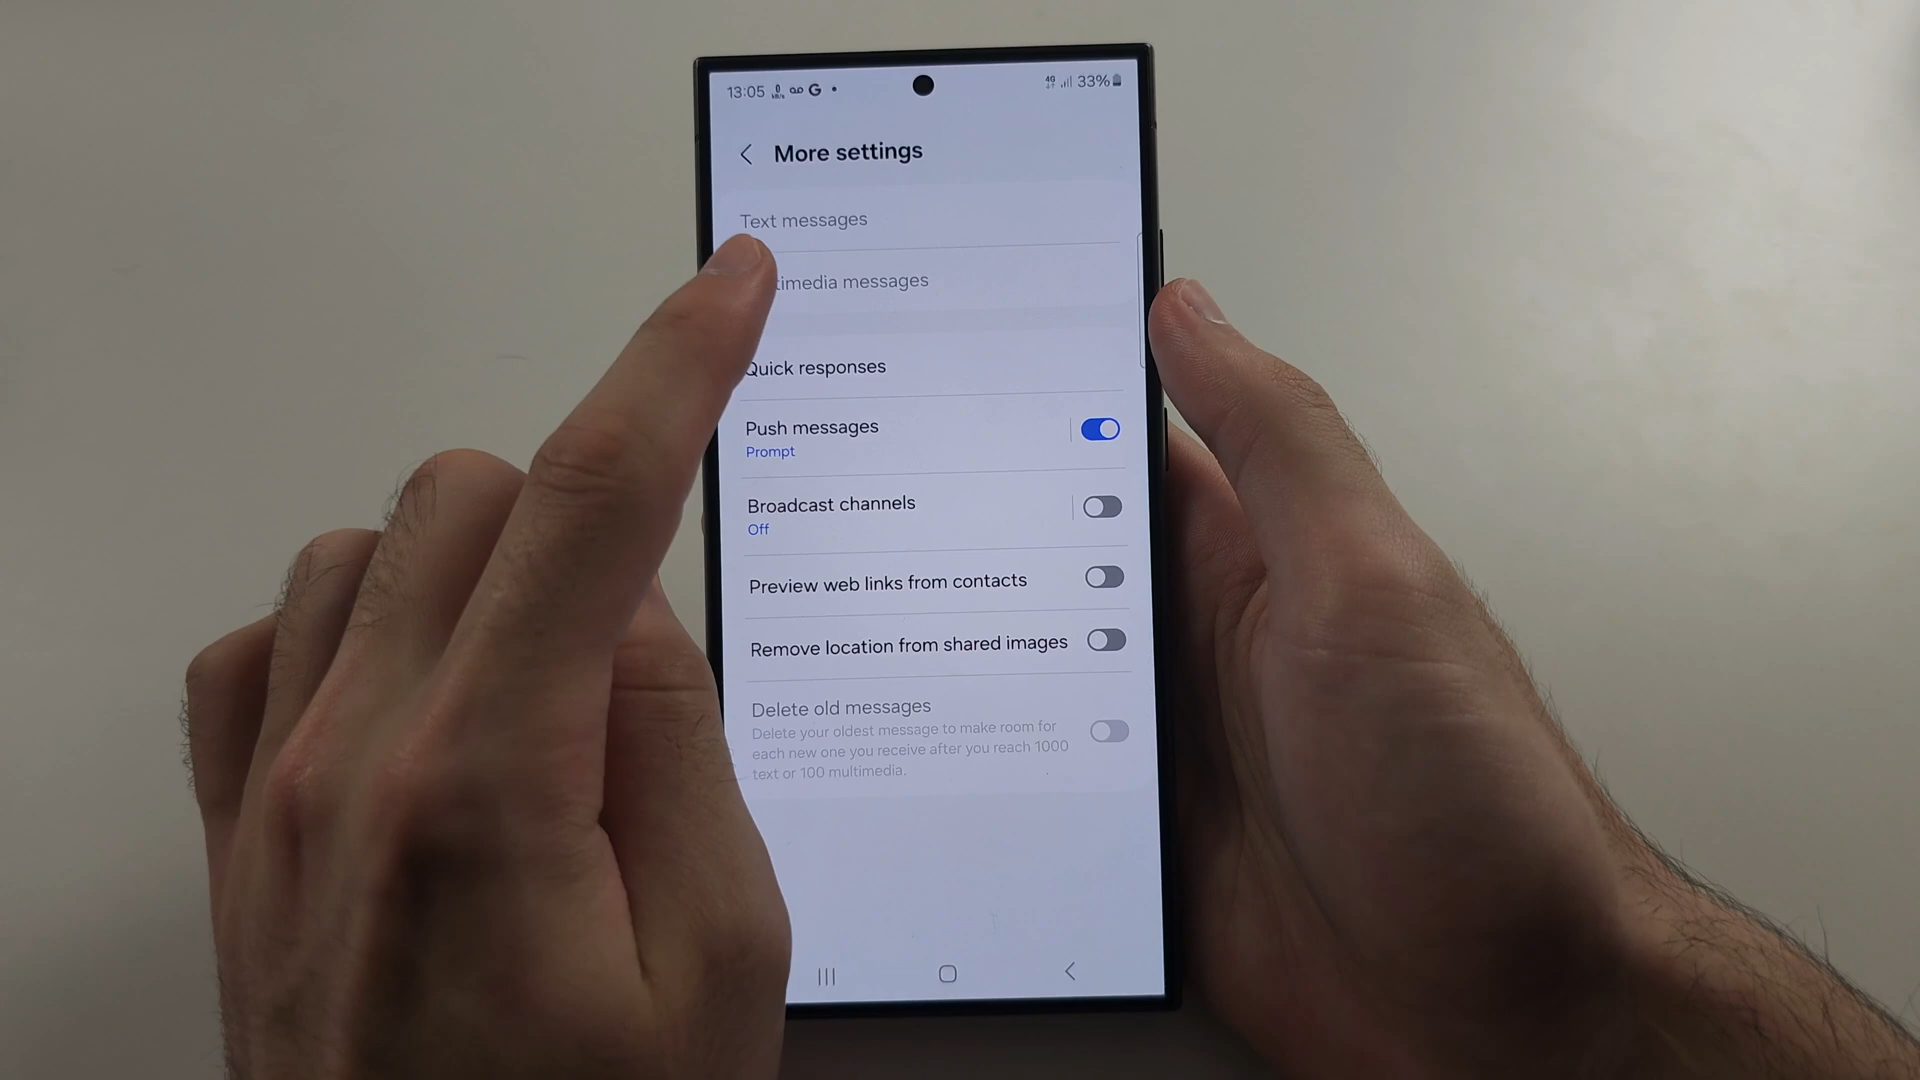 13:05 G
4G 33%
More settings
Text messages
timedia messages
Quick responses
Push messages
Prompt
Broadcast channels
Off
Preview web links from contacts
Remove location from shared images
Delete old messages
Delete your oldest message to make room for
each new one you receive after you reach 1000
text or 100 multimedia.